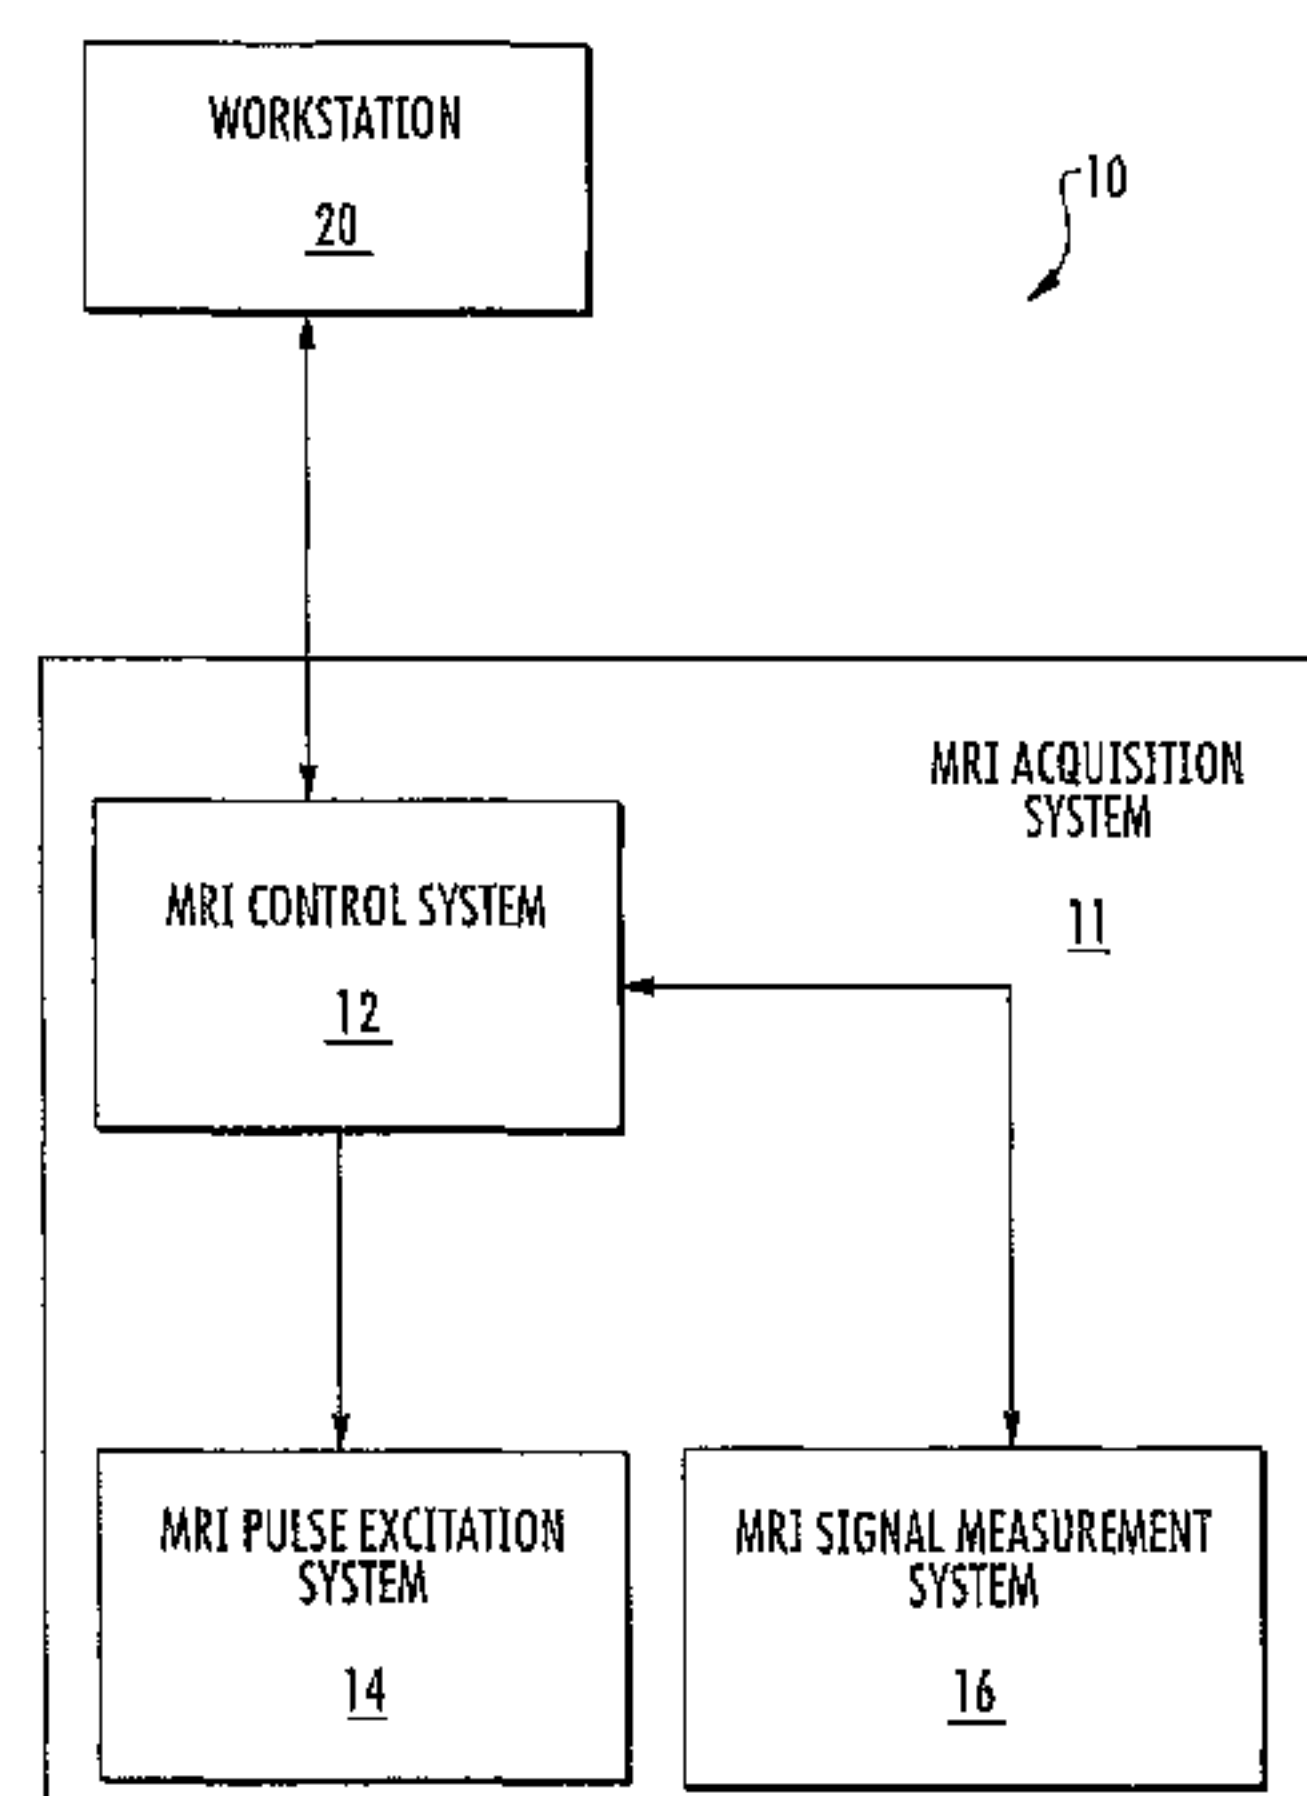 WORKSTATION
20
10
MRI ACQUISITION
SYSTEM
11
MRI CONTROL SYSTEM
12
MRI PULSE EXCITATION
SYSTEM
14
MRI SIGNAL MEASUREMENT
SYSTEM
16